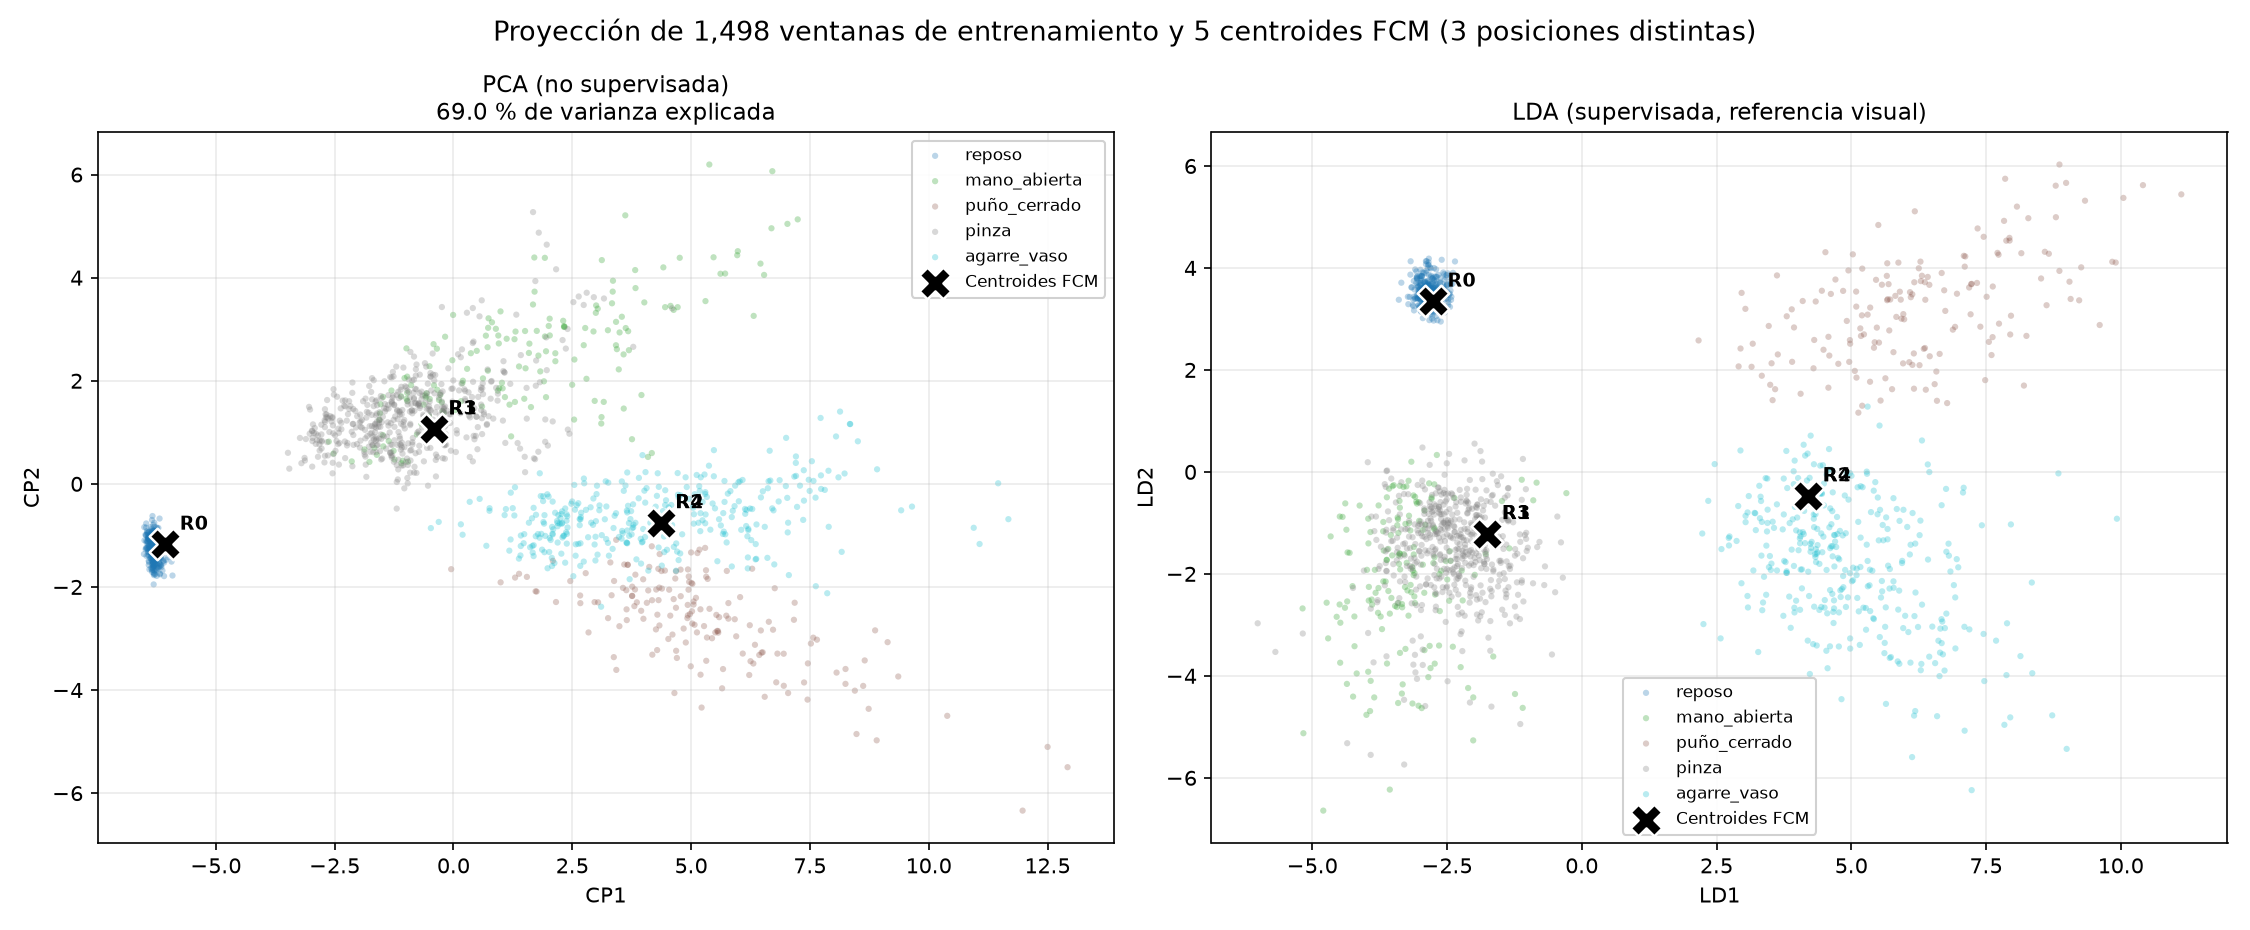 Proyección de 1,498 ventanas de entrenamiento y 5 centroides FCM (3 posiciones distintas)
PCA (no supervisada)
69.0 % de varianza explicada
reposo
mano_abierta
puño_cerrado
pinza
agarre_vaso
Centroides FCM
R0
6
4
2
0
−2
−4
−6
CP2
−5.0
−2.5
0.0
2.5
5.0
7.5
10.0
12.5
CP1
LDA (supervisada, referencia visual)
R0
reposo
mano_abierta
puño_cerrado
pinza
agarre_vaso
Centroides FCM
6
4
2
0
−2
−4
−6
LD2
−5.0
−2.5
0.0
2.5
5.0
7.5
10.0
LD1